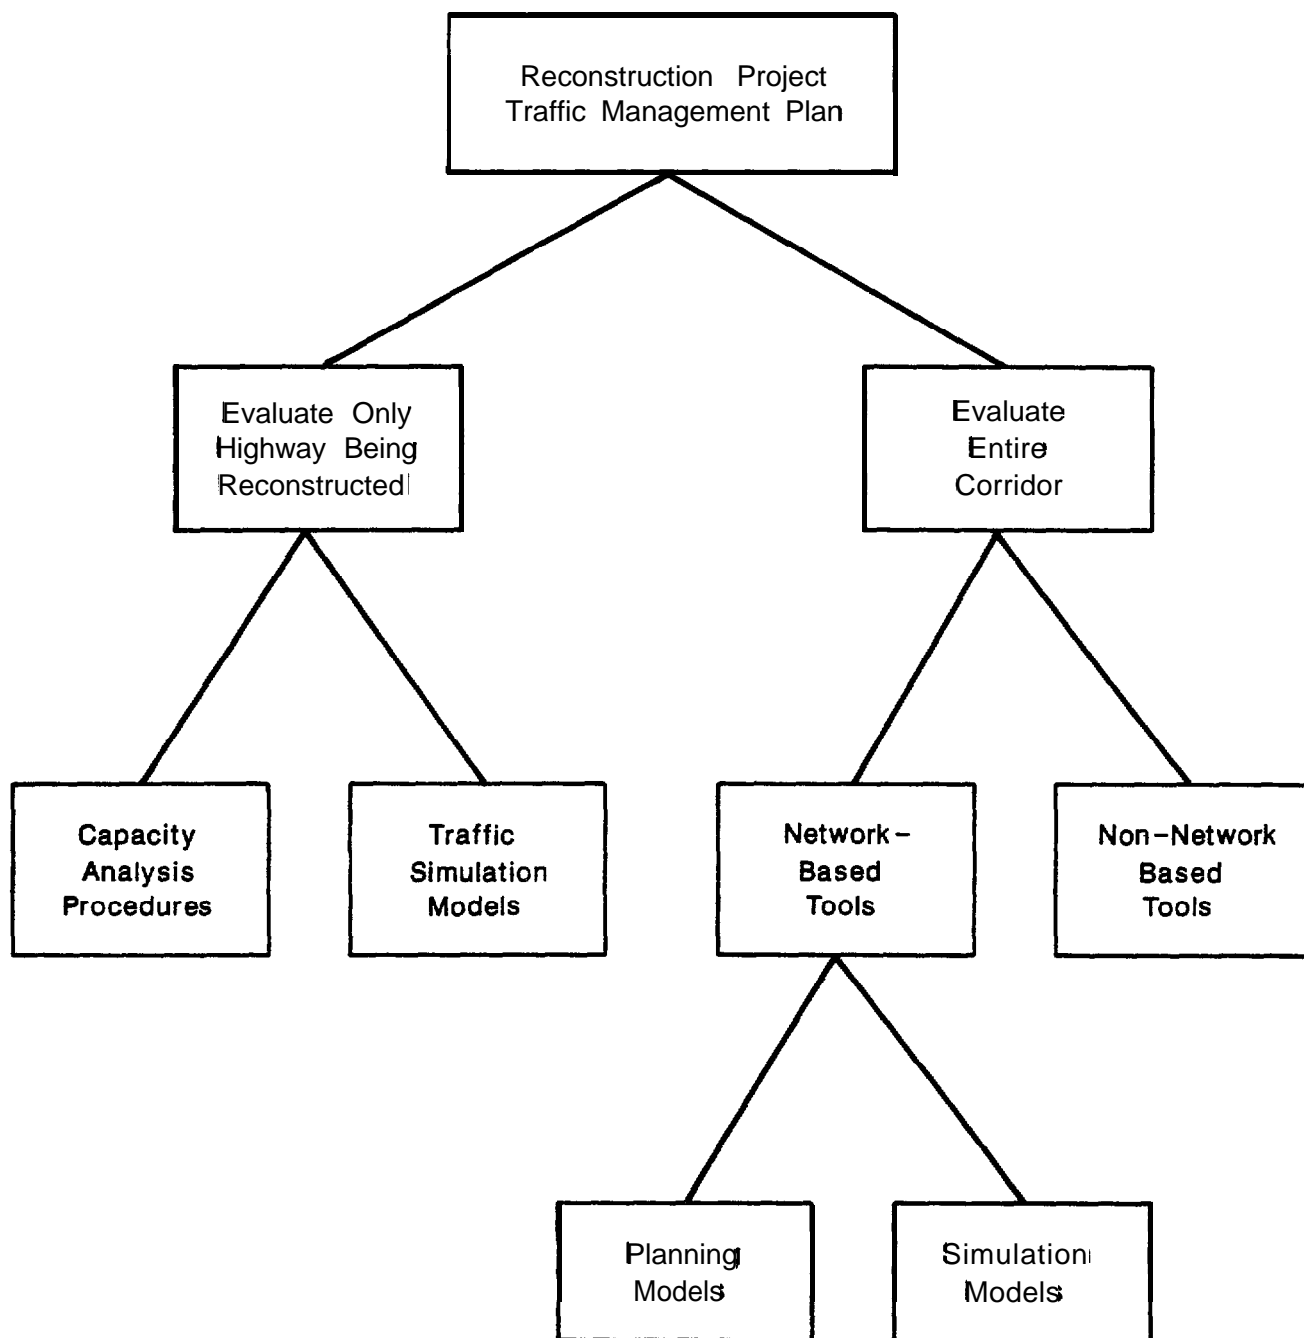 Reconstruction Project
Traffic Management Plan
Evaluate Only
Highway Being
Reconstructed
Evaluate
Entire
Corridor
Capacity
Analysis
Procedures
Traffic
Simulation
Models
Network-
Based
Tools
Non-Network
Based
Tools
Planning
Models
Simulation
Models